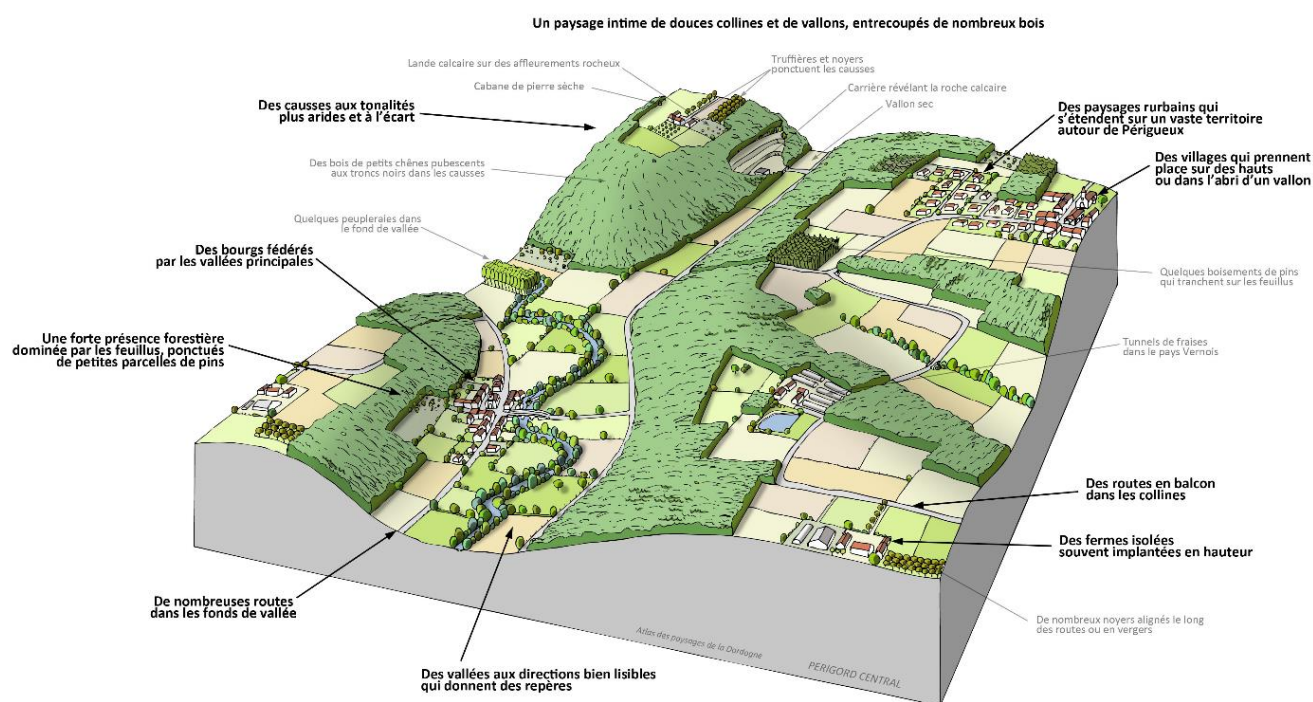 Un paysage intime de douces collines et de vallons, entrecoupés de nombreux bois
Lande calcaire sur des affleurements rocheux
Truffières et noyers
ponctuent les causses
Cabane de pierre sèche
Carrière révélant la roche calcaire
Vallon sec
Des causses aux tonalités
plus arides et à l'écart
Des paysages rurbains qui
s'étendent sur un vaste territoire
autour de Périgueux
Des villages qui prennent
place sur des hauts
ou dans l'abri d'un vallon
Des bois de petits chênes pubescents
aux troncs noirs dans les causses
Quelques peupleraies dans
le fond de vallée
Des bourgs fédérés
par les vallées principales
Quelques boisements de pins
qui tranchent sur les feuillus
Une forte présence forestière
dominée par les feuillus, ponctués
de petites parcelles de pins
Tunnels de fraises
dans le pays Vernois
Des routes en balcon
dans les collines
Des fermes isolées
souvent implantées en hauteur
De nombreuses routes
dans les fonds de vallée
De nombreux noyers alignés le long
des routes ou en vergers
Atlas des paysages de la Dordogne
PERIGORD CENTRAL
Des vallées aux directions bien lisibles
qui donnent des repères